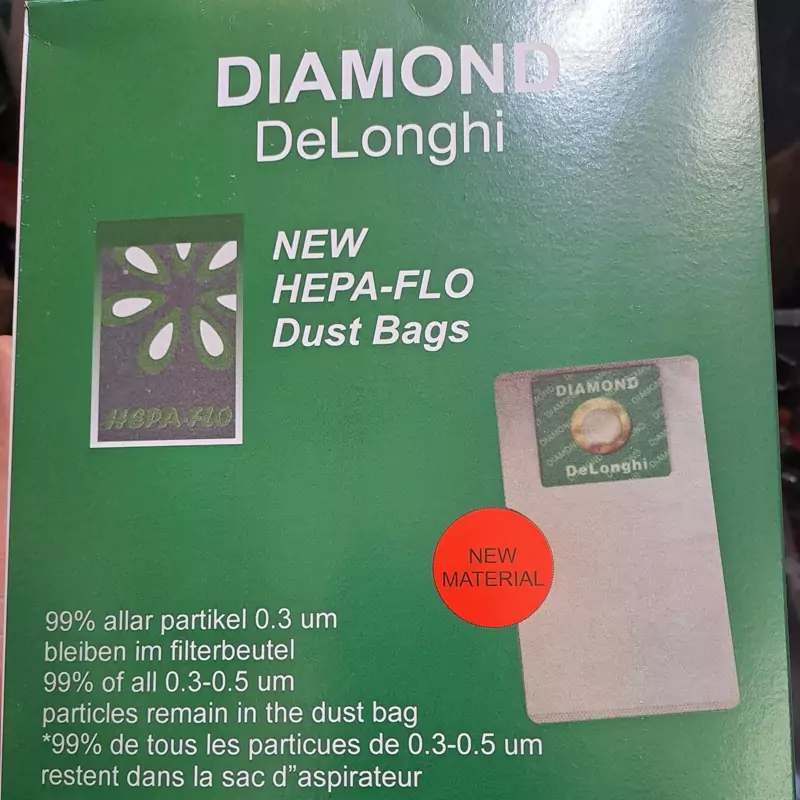 DIAMOND
DeLonghi
NEW
HEPA-FLO
Dust Bags
HEPA-FLO
DIAMOND
DeLonghi
NEW
MATERIAL
99% allar partikel 0.3 um
bleiben im filterbeutel
99% of all 0.3-0.5 um
particles remain in the dust bag
*99% de tous les particues de 0.3-0.5 um
restent dans la sac d"aspirateur